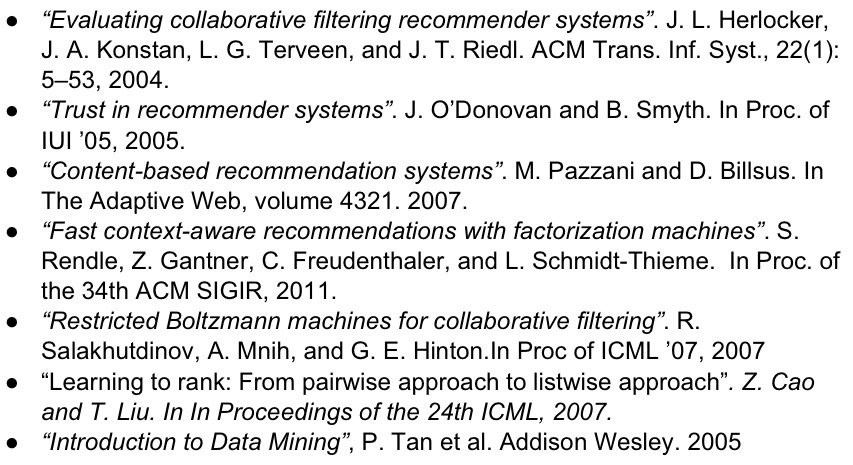 ● “Evaluating collaborative filtering recommender systems”. J. L. Herlocker,
J. A. Konstan, L. G. Terveen, and J. T. Riedl. ACM Trans. Inf. Syst., 22(1):
5–53, 2004.
● “Trust in recommender systems”. J. O’Donovan and B. Smyth. In Proc. of
IUI ’05, 2005.
● “Content-based recommendation systems”. M. Pazzani and D. Billsus. In
The Adaptive Web, volume 4321. 2007.
● “Fast context-aware recommendations with factorization machines”. S.
Rendle, Z. Gantner, C. Freudenthaler, and L. Schmidt-Thieme.  In Proc. of
the 34th ACM SIGIR, 2011.
● “Restricted Boltzmann machines for collaborative filtering”. R.
Salakhutdinov, A. Mnih, and G. E. Hinton.In Proc of ICML ’07, 2007
● “Learning to rank: From pairwise approach to listwise approach”. Z. Cao
and T. Liu. In In Proceedings of the 24th ICML, 2007.
● “Introduction to Data Mining”, P. Tan et al. Addison Wesley. 2005